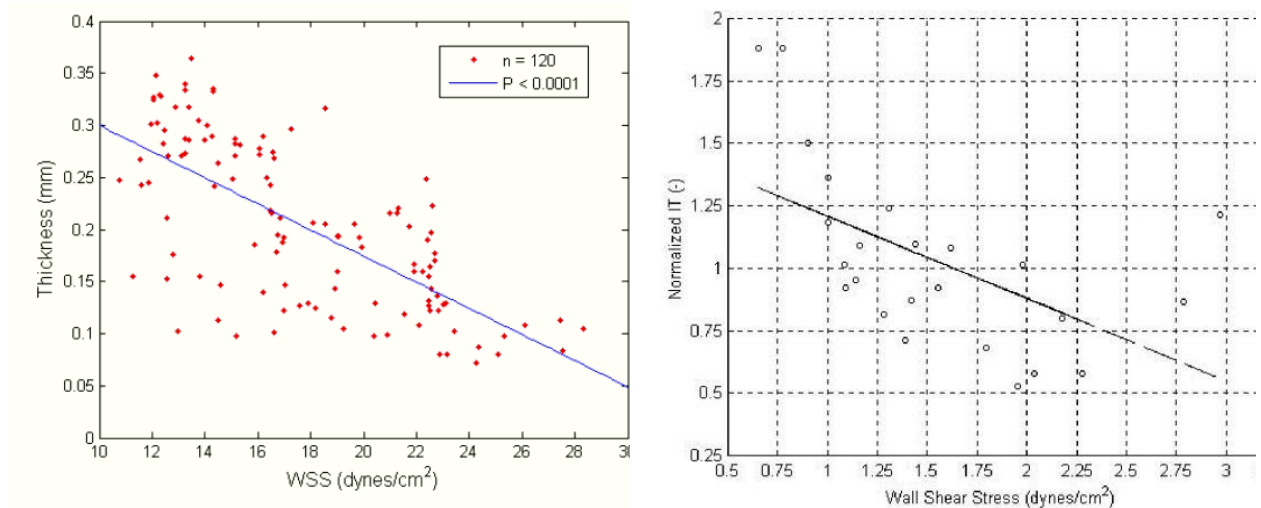 0.4
0.35
0.3
0.25
0.2
0.15
0.1
0.05
0
Thickness (mm)
n = 120
P < 0.0001
10 12 14 16 18 20 22 24 26 28 30
WSS (dynes/cm²)
2
1.75
1.5
1.25
1
0.75
0.5
0.25
Normalized IT (-)
0.5 0.75 1 1.25 1.5 1.75 2 2.25 2.5 2.75 3
Wall Shear Stress (dynes/cm²)